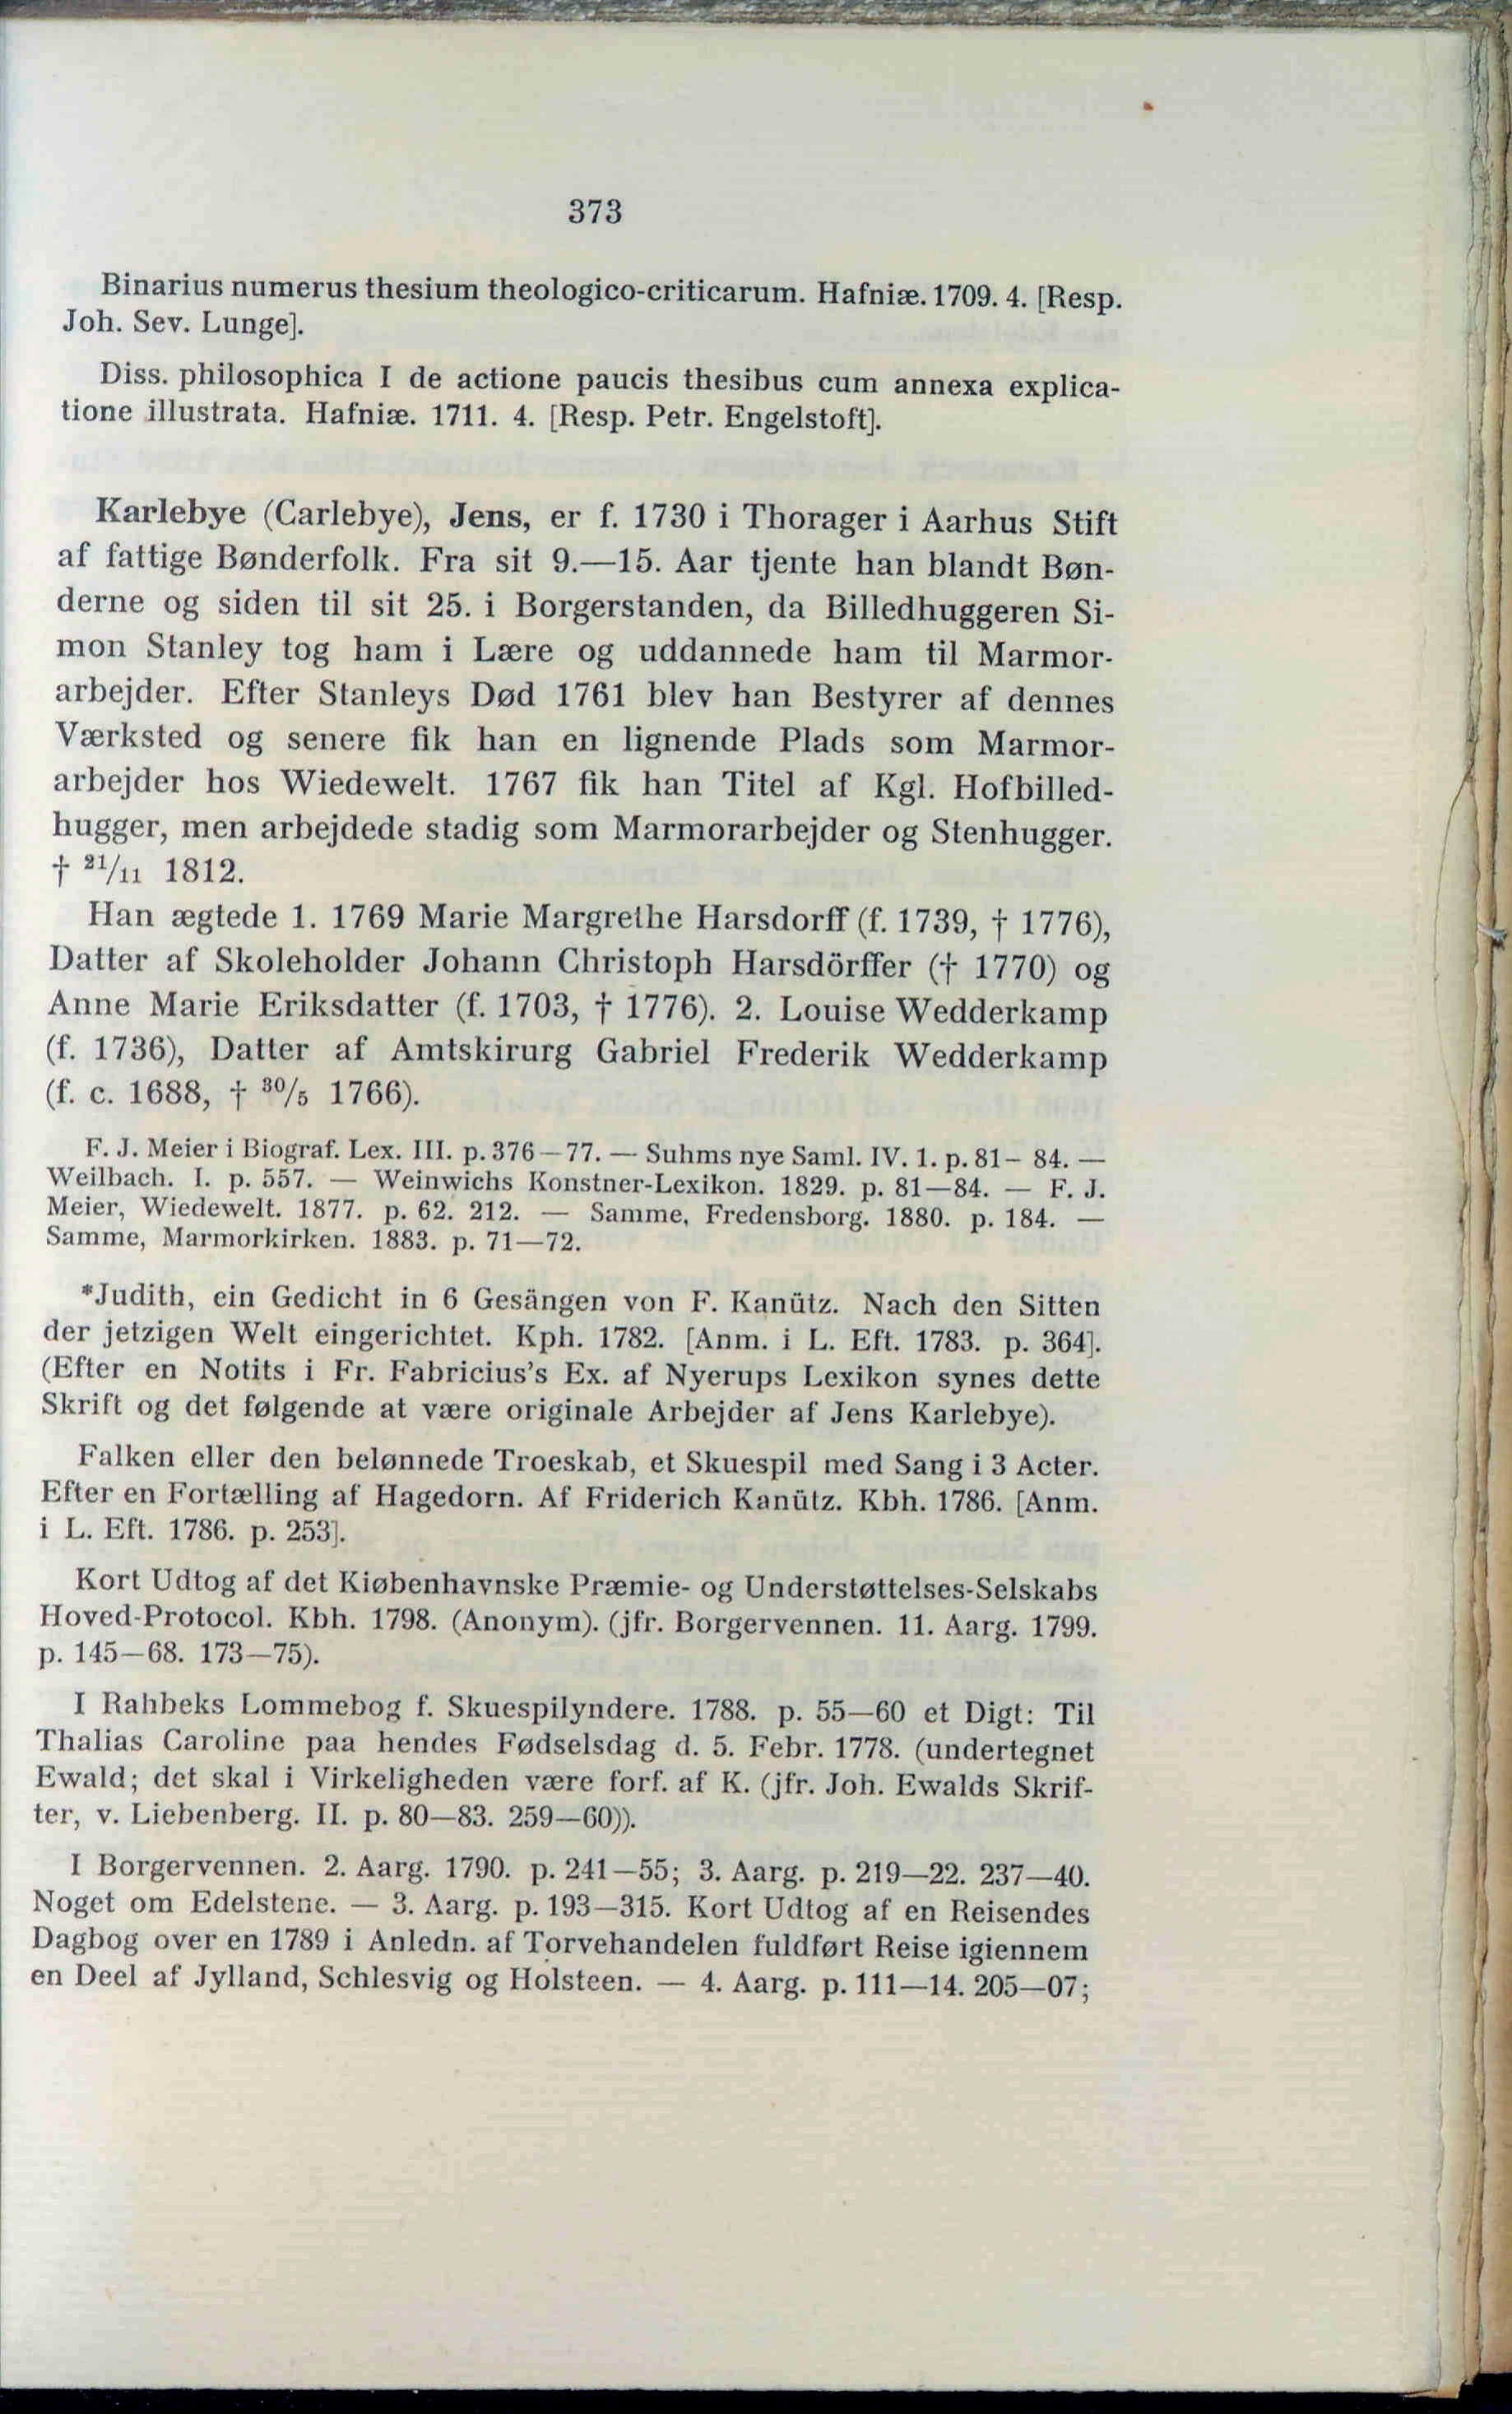 373
Binarius numerus thesium theologico-criticarum. Hafniæ. 1709. 4. [Resp.
Joh. Sev. Lunge].
Diss. philosophica I de actione paucis thesibus cum annexa explica-
tione illustrata. Hafniæ. 1711. 4. [Resp. Petr. Engelstoft].
Karlebye (Carlebye), Jens, er f. 1730 i Thorager i Aarhus Stift
af fattige Bønderfolk. Fra sit 9.—15. Aar tjente han blandt Bøn-
derne og siden til sit 25. i Borgerstanden, da Billedhuggeren Si-
mon Stanley tog ham i Lære og uddannede ham til Marmor-
arbejder. Efter Stanleys Død 1761 blev han Bestyrer af dennes
Værksted og senere fik han en lignende Plads som Marmor-
arbejder hos Wiedewelt. 1767 fik han Titel af Kgl. Hofbilled-
hugger, men arbejdede stadig som Marmorarbejder og Stenhugger.
† 21/11 1812.
Han ægtede 1. 1769 Marie Margrethe Harsdorff (f. 1739, † 1776),
Datter af Skoleholder Johann Christoph Harsdörffer († 1770) og
Anne Marie Eriksdatter (f. 1703, † 1776). 2. Louise Wedderkamp
(f. 1736), Datter af Amtskirurg Gabriel Frederik Wedderkamp
(f. c. 1688, † 30/5 1766).
F. J. Meier i Biograf. Lex. III. p. 376—77. — Suhms nye Saml. IV. 1. p. 81—84. —
Weilbach. I. p. 557. — Weinwichs Konstner-Lexikon. 1829. p. 81—84. — F. J.
Meier, Wiedewelt. 1877. p. 62. 212. — Samme, Fredensborg. 1880. p. 184. —
Samme, Marmorkirken. 1883. p. 71—72.
*Judith, ein Gedicht in 6 Gesängen von F. Kanütz. Nach den Sitten
der jetzigen Welt eingerichtet. Kph. 1782. [Anm. i L. Eft. 1783. p. 364].
(Efter en Notits i Fr. Fabricius's Ex. af Nyerups Lexikon synes dette
Skrift og det følgende at være originale Arbejder af Jens Karlebye).
Falken eller den belønnede Troeskab, et Skuespil med Sang i 3 Acter.
Efter en Fortælling af Hagedorn. Af Friderich Kanütz. Kbh. 1786. [Anm.
i L. Eft. 1786. p. 253].
Kort Udtog af det Kiøbenhavnske Præmie- og Understøttelses-Selskabs
Hoved-Protocol. Kbh. 1798. (Anonym). (jfr. Borgervennen. 11. Aarg. 1799.
p. 145—68. 173—75).
I Rahbeks Lommebog f. Skuespilyndere. 1788. p. 55—60 et Digt: Til
Thalias Caroline paa hendes Fødselsdag d. 5. Febr. 1778. (undertegnet
Ewald; det skal i Virkeligheden være forf. af K. (jfr. Joh. Ewalds Skrif-
ter, v. Liebenberg. II. p. 80—83. 259—60)).
I Borgervennen. 2. Aarg. 1790. p. 241—55; 3. Aarg. p. 219—22. 237—40.
Noget om Edelstene. — 3. Aarg. p. 193—315. Kort Udtog af en Reisendes
Dagbog over en 1789 i Anledn. af Torvehandelen fuldført Reise igiennem
en Deel af Jylland, Schlesvig og Holsteen. — 4. Aarg. p. 111—14. 205—07;